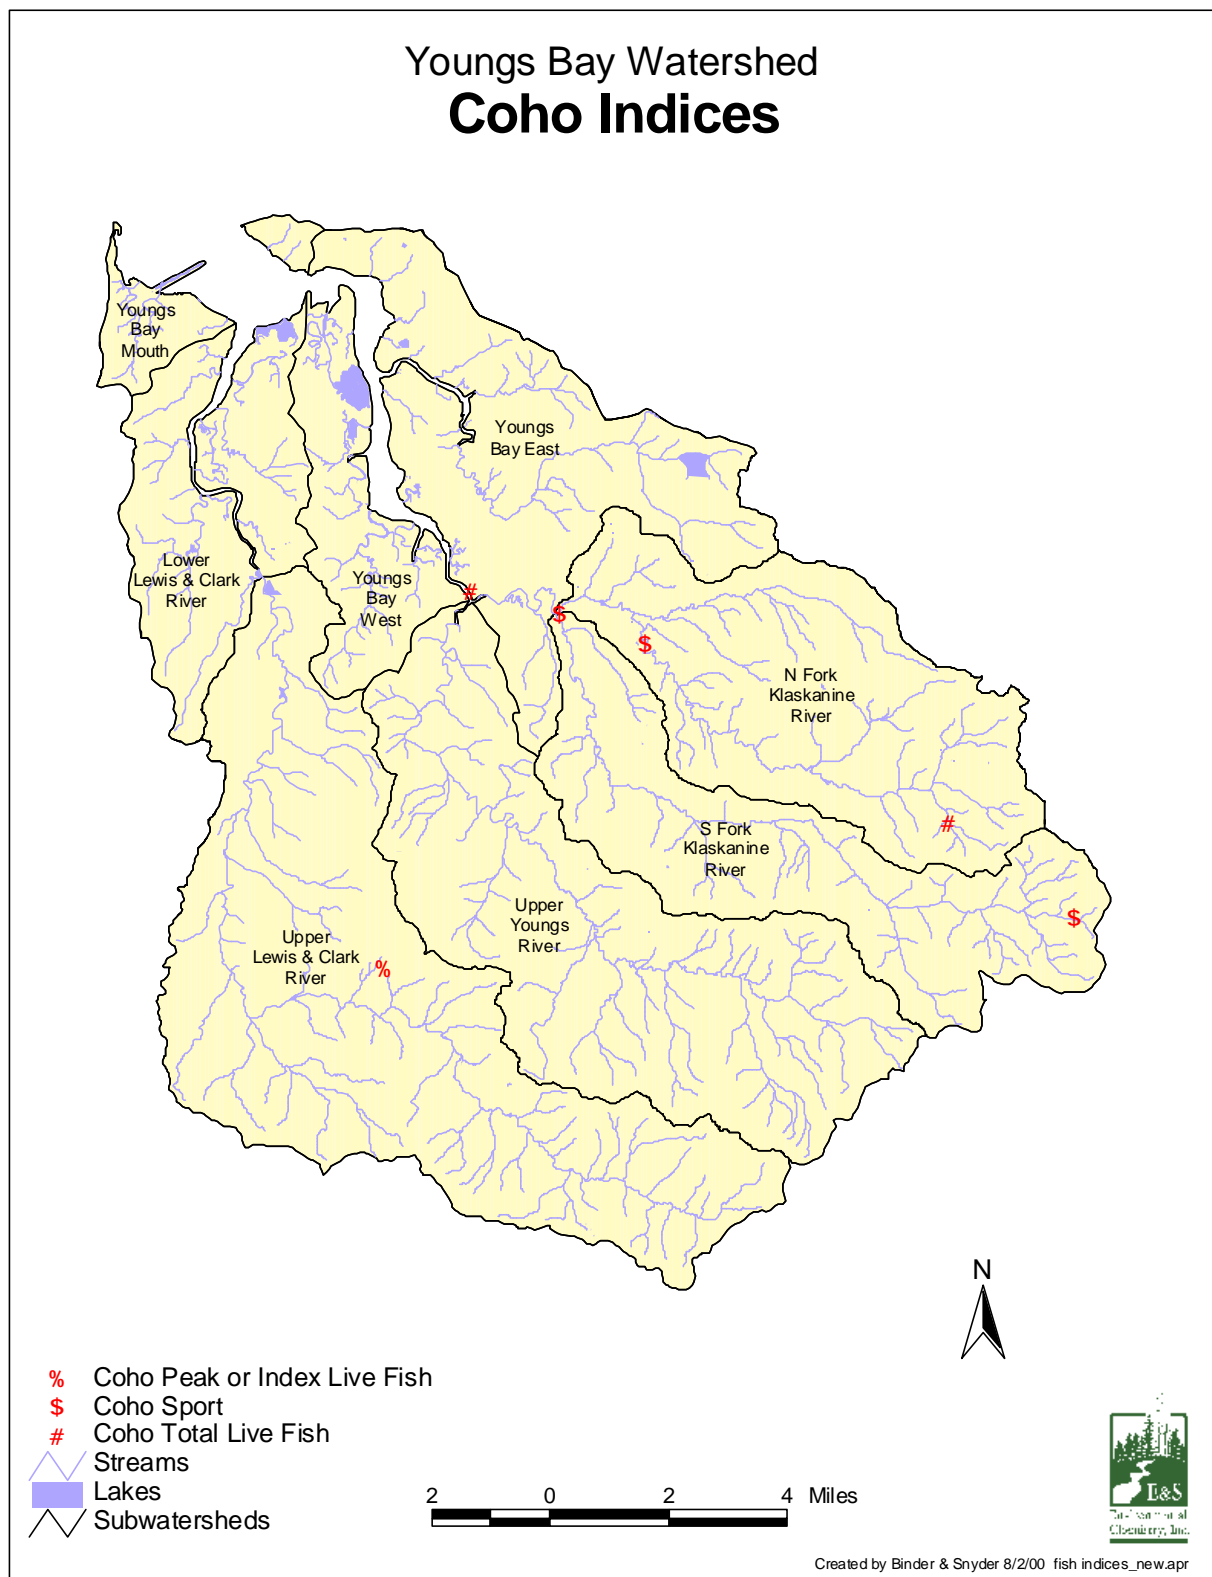 Youngs Bay Watershed
Coho Indices
Youngs
Bay
Mouth
Youngs
Bay East
Lower
Lewis & Clark
River
Youngs
Bay
West
#
$
$
N Fork
Klaskanine
River
#
S Fork
Klaskanine
River
$
Upper
Youngs
River
Upper
Lewis & Clark
River
%
N
% Coho Peak or Index Live Fish
$ Coho Sport
# Coho Total Live Fish
Streams
Lakes
Subwatersheds
2 0 2 4 Miles
E&S
Environmental
Chemistry, Inc.
Created by Binder & Snyder 8/2/00 fish indices_new.apr